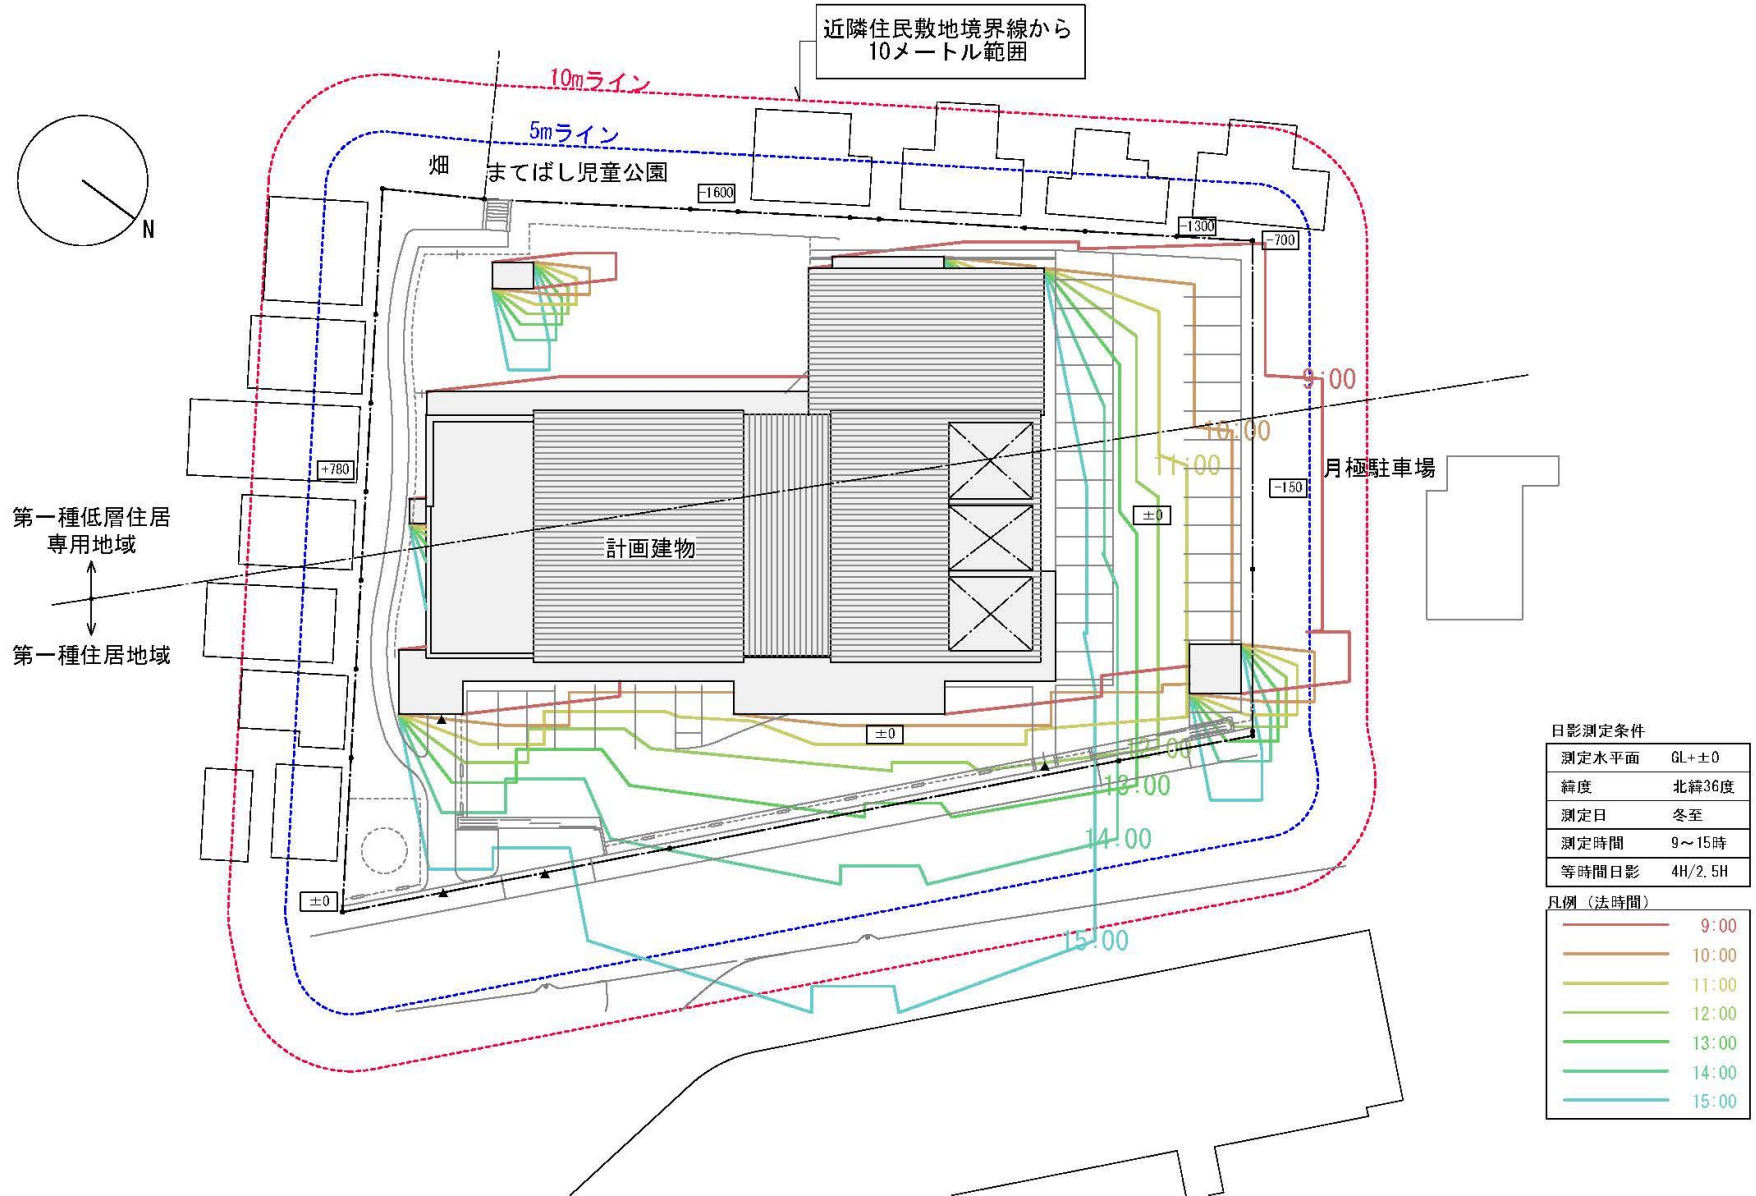 近隣住民敷地境界線から
10メートル範囲
10mライン
5mライン
畑
まてばし児童公園
-1600
-1300
-700
N
9:00
10:00
11:00
月極駐車場
+780
-150
±0
第一種低層住居
専用地域
計画建物
第一種住居地域
±0
12:00
13:00
14:00
±0
15:00
日影測定条件
測定水平面 GL+±0
緯度 北緯36度
測定日 冬至
測定時間 9～15時
等時間日影 4H/2.5H
凡例（法時間）
9:00
10:00
11:00
12:00
13:00
14:00
15:00